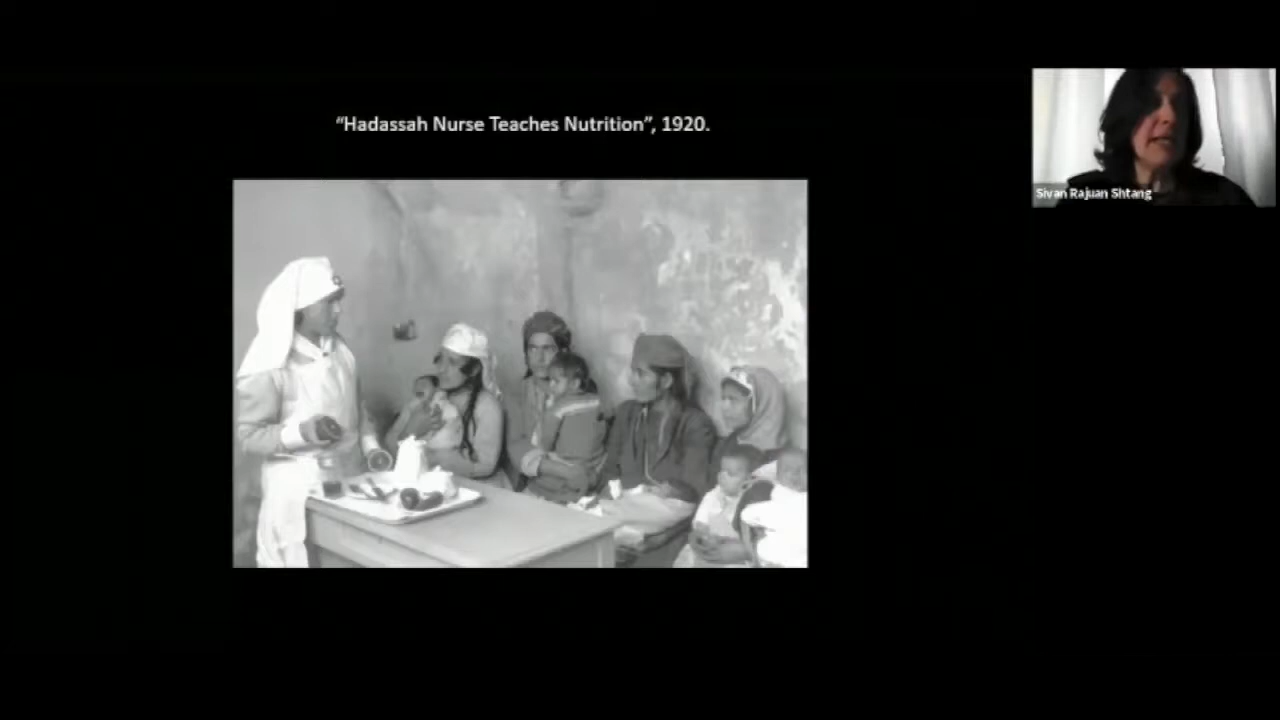 “Hadassah Nurse Teaches Nutrition”, 1920.
Sivan Rajuan Shtang